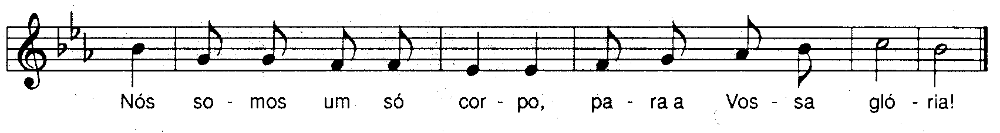 Nós so - mos um só cor - po, pa - ra a Vos - sa gló - ria!